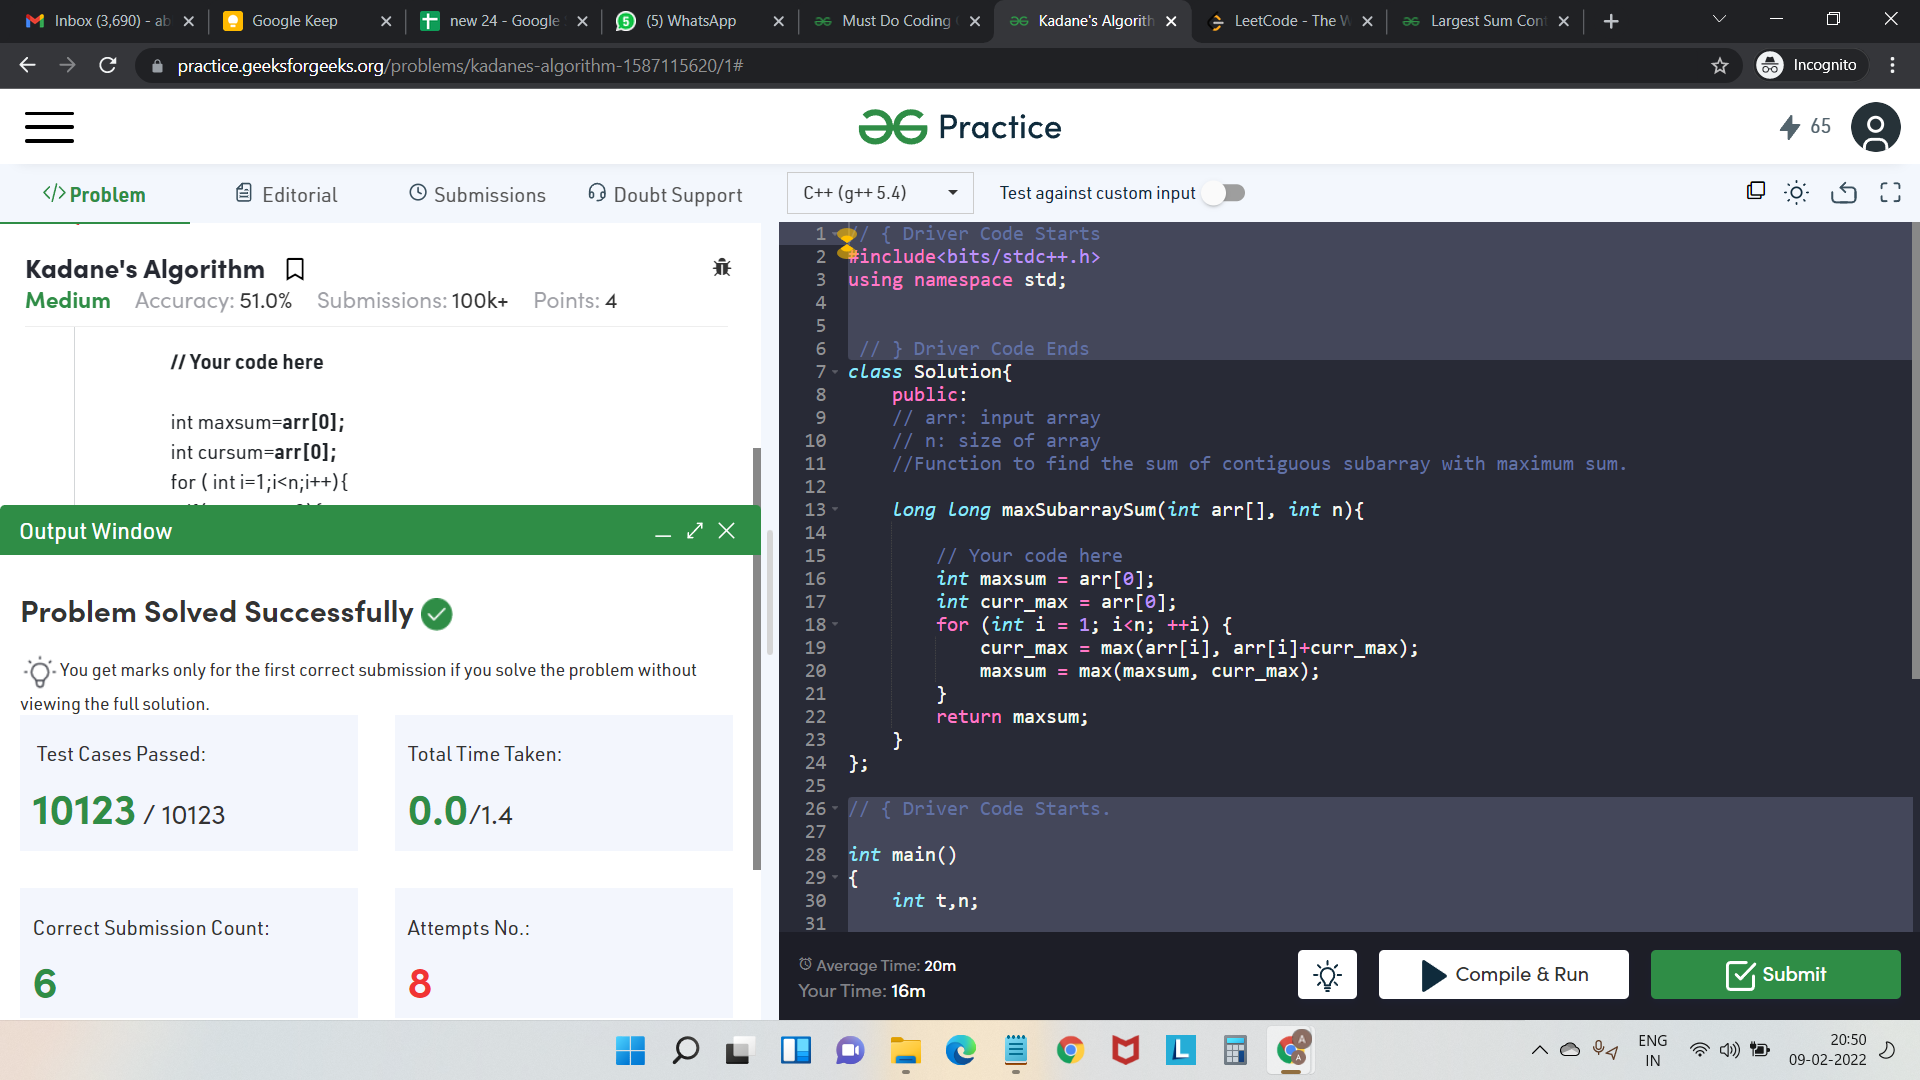 Inbox (3,690) - ab
Google Keep
new 24 - Google S
(5) WhatsApp
Must Do Coding
Kadane's Algorith
LeetCode - The W
Largest Sum Cont
practice.geeksforgeeks.org/problems/kadanes-algorithm-1587115620/1#
Incognito
Practice
65
</> Problem
Editorial
Submissions
Doubt Support
C++ (g++ 5.4)
Test against custom input
Kadane's Algorithm
Medium Accuracy: 51.0% Submissions: 100k+ Points: 4
// Your code here
int maxsum=arr[0];
int cursum=arr[0];
for ( int i=1;i<n;i++){
Output Window
Problem Solved Successfully
You get marks only for the first correct submission if you solve the problem without
viewing the full solution.
Test Cases Passed:
10123 / 10123
Total Time Taken:
0.0/1.4
Correct Submission Count:
6
Attempts No.:
8
1 // { Driver Code Starts
2 #include<bits/stdc++.h>
3 using namespace std;
4
5
6 // } Driver Code Ends
7 class Solution{
8 public:
9 // arr: input array
10 // n: size of array
11 //Function to find the sum of contiguous subarray with maximum sum.
12
13 long long maxSubarraySum(int arr[], int n){
14
15 // Your code here
16 int maxsum = arr[0];
17 int curr_max = arr[0];
18 for (int i = 1; i<n; ++i) {
19 curr_max = max(arr[i], arr[i]+curr_max);
20 maxsum = max(maxsum, curr_max);
21 }
22 return maxsum;
23 }
24 };
25
26 // { Driver Code Starts.
27
28 int main()
29 {
30 int t,n;
31
Average Time: 20m
Your Time: 16m
Compile & Run
Submit
ENG
IN
20:50
09-02-2022